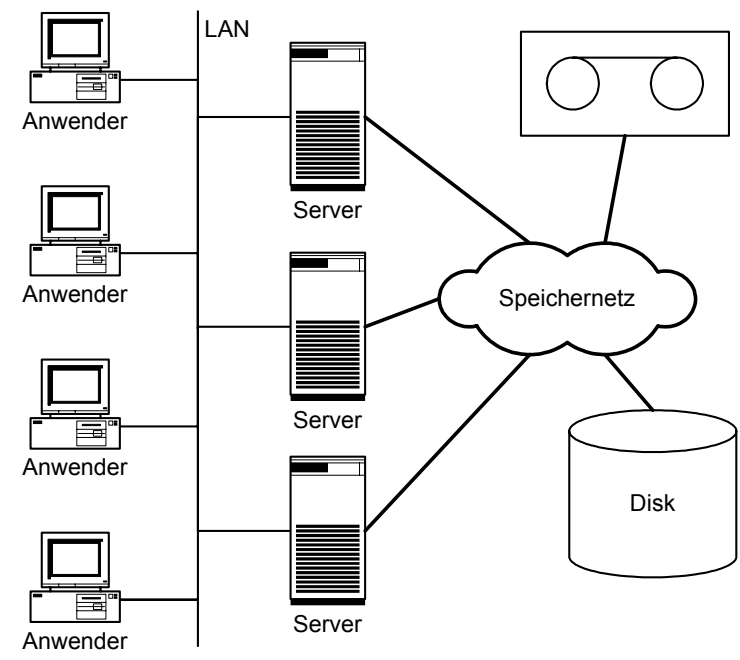 LAN
Anwender
Server
Anwender
Speichernetz
Server
Anwender
Disk
Server
Anwender